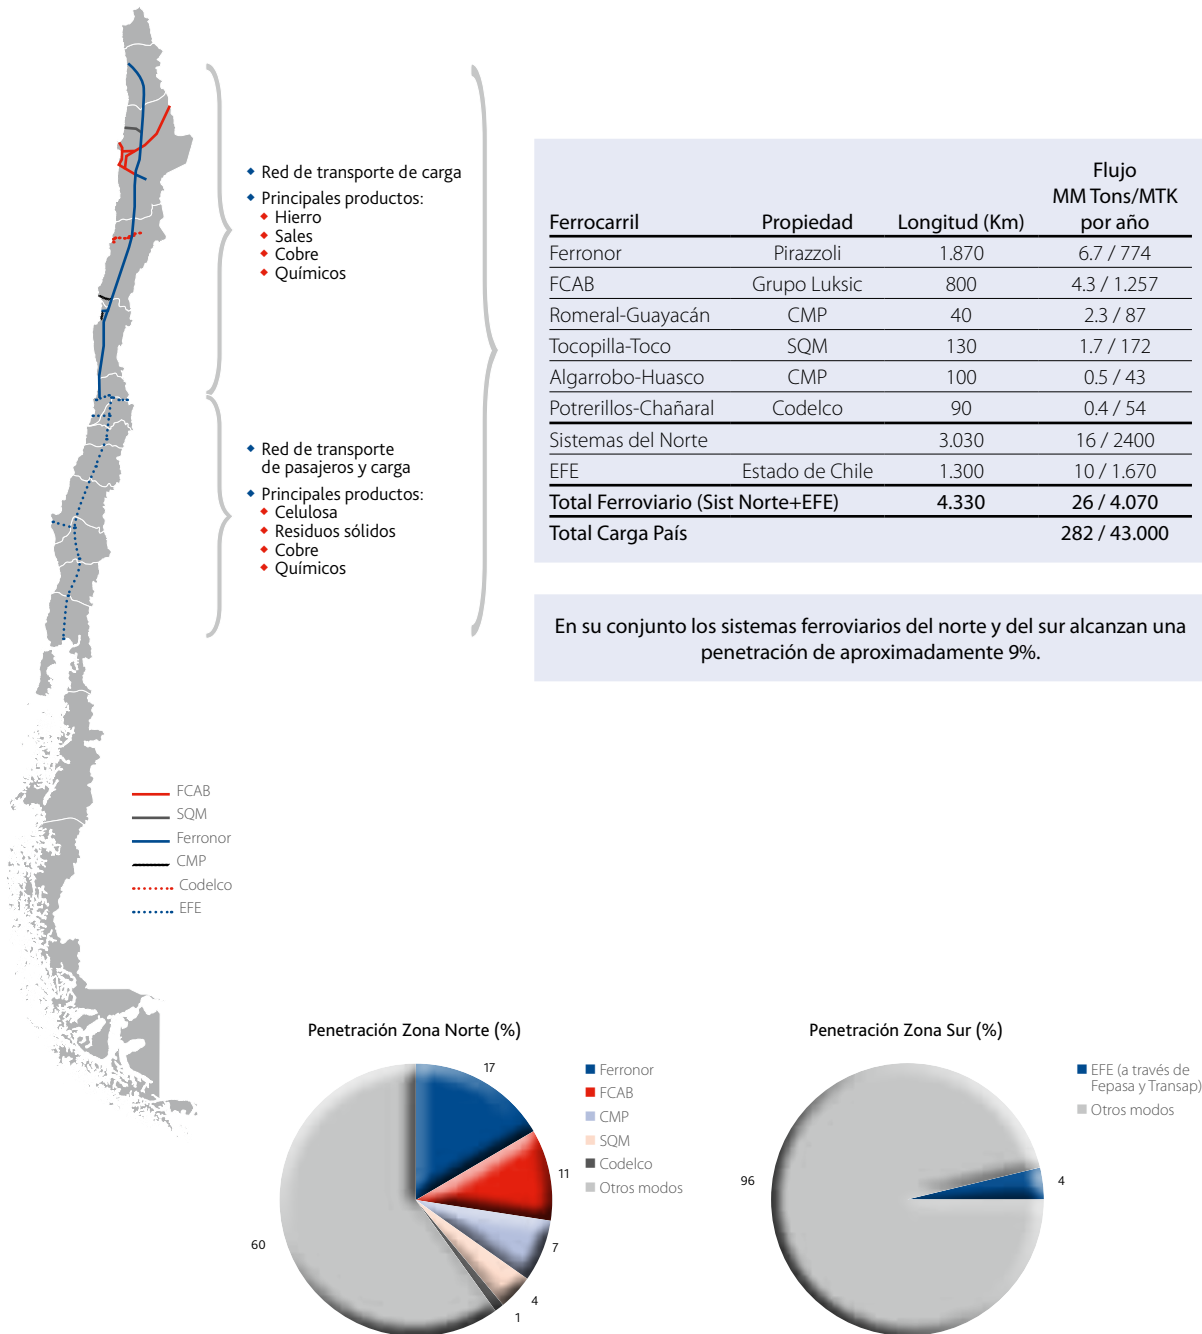 Red de transporte de carga
Principales productos:
Hierro
Sales
Cobre
Químicos
Red de transporte
de pasajeros y carga
Principales productos:
Celulosa
Residuos sólidos
Cobre
Químicos
Flujo
MM Tons/MTK
Ferrocarril Propiedad Longitud (Km) por año
Ferronor Pirazzoli 1.870 6.7 / 774
FCAB Grupo Luksic 800 4.3 / 1.257
Romeral-Guayacán CMP 40 2.3 / 87
Tocopilla-Toco SQM 130 1.7 / 172
Algarrobo-Huasco CMP 100 0.5 / 43
Potrerillos-Chañaral Codelco 90 0.4 / 54
Sistemas del Norte 3.030 16 / 2400
EFE Estado de Chile 1.300 10 / 1.670
Total Ferroviario (Sist Norte+EFE) 4.330 26 / 4.070
Total Carga País 282 / 43.000
En su conjunto los sistemas ferroviarios del norte y del sur alcanzan una
penetración de aproximadamente 9%.
FCAB
SQM
Ferronor
CMP
Codelco
EFE
Penetración Zona Norte (%)
17
11
7
4
1
60
Ferronor
FCAB
CMP
SQM
Codelco
Otros modos
Penetración Zona Sur (%)
96
4
EFE (a través de
Fepasa y Transap)
Otros modos